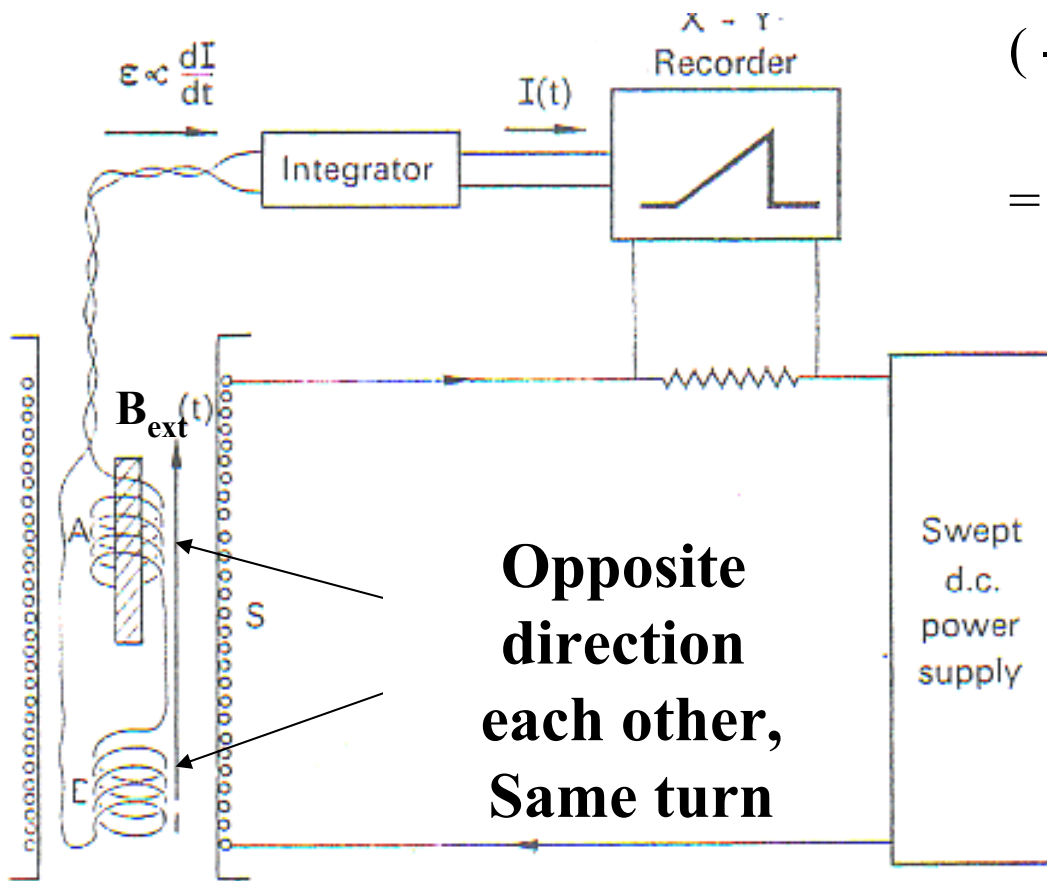 X - Y
Recorder
(
=
ε ∝ dI/dt
I(t)
Integrator
B_ext(t)
A
S
Opposite
direction
each other,
Same turn
Swept
d.c.
power
supply